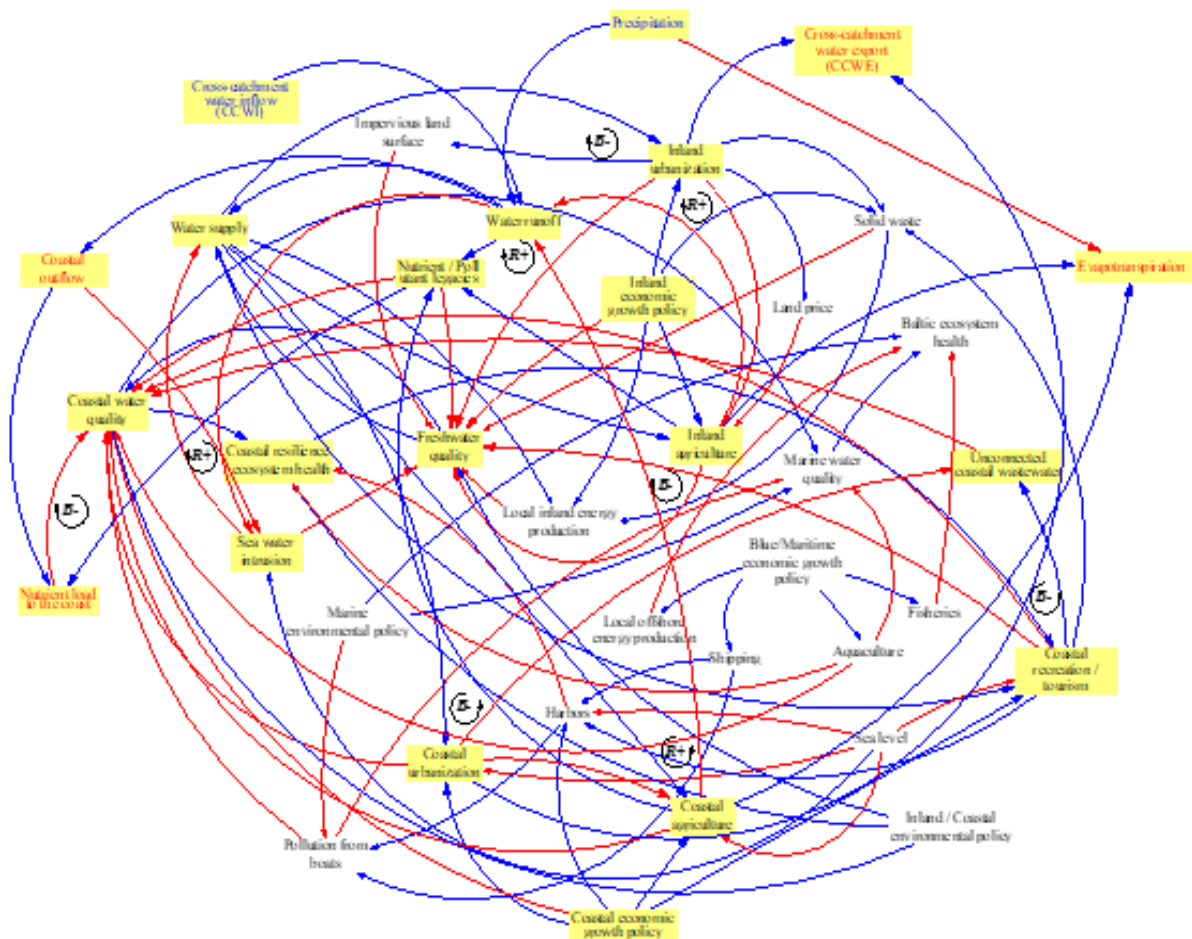 Precipitation
Cross-catchment
water export
(CCWE)
Cross-catchment
water inflow
(CCWI)
Impervious land
surface
B-
Inland
urbanization
R+
Water supply
Water runoff
Solid waste
R+
Coastal
outflow
Nutrient / Poll
utant legacies
Evapotranspiration
Inland
economic
growth policy
Land price
Baltic ecosystem
health
Coastal water
quality
Coastal resilience
ecosystem health
Freshwater
quality
Inland
agriculture
Marine water
quality
Unconnected
coastal wastewater
R+
B-
B-
Local inland energy
production
Sea water
intrusion
Blue/Maritime
economic growth
policy
Nutrient load
to the coast
Marine
environmental policy
Local offshore
energy production
Fisheries
B-
Shipping
Aquaculture
Coastal
recreation /
tourism
B-
Harbors
Sea level
R+
Coastal
urbanization
Coastal
agriculture
Inland / Coastal
environmental policy
Pollution from
boats
Coastal economic
growth policy